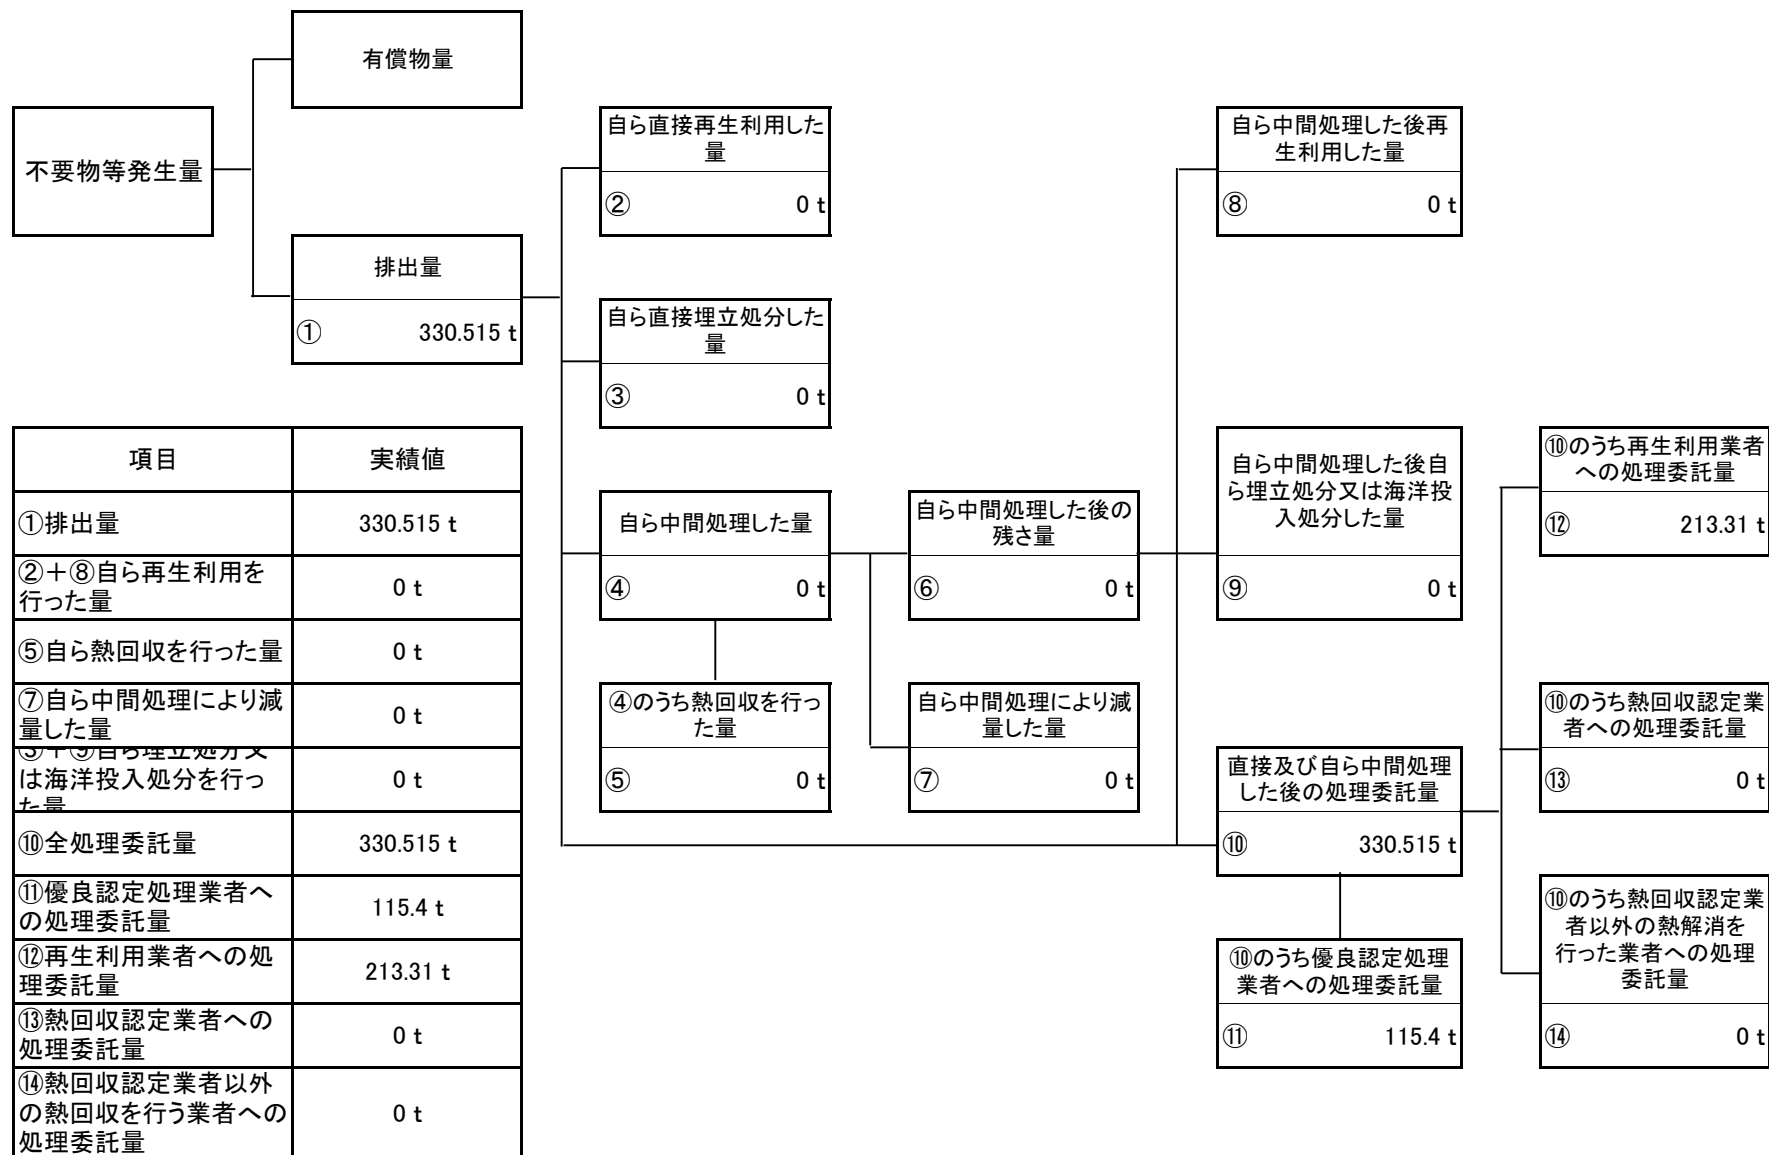 有償物量
不要物等発生量
排出量
① 330.515 t
自ら直接再生利用した
量
② 0 t
自ら直接埋立処分した
量
③ 0 t
自ら中間処理した量
④ 0 t
④のうち熱回収を行っ
た量
⑤ 0 t
自ら中間処理した後の
残さ量
⑥ 0 t
自ら中間処理により減
量した量
⑦ 0 t
自ら中間処理した後再
生利用した量
⑧ 0 t
自ら中間処理した後自
ら埋立処分又は海洋投
入処分した量
⑨ 0 t
直接及び自ら中間処理
した後の処理委託量
⑩ 330.515 t
⑩のうち優良認定処理
業者への処理委託量
⑪ 115.4 t
⑩のうち再生利用業者
への処理委託量
⑫ 213.31 t
⑩のうち熱回収認定業
者への処理委託量
⑬ 0 t
⑩のうち熱回収認定業
者以外の熱解消を
行った業者への処理
委託量
⑭ 0 t
項目 実績値
①排出量 330.515 t
②＋⑧自ら再生利用を
行った量 0 t
⑤自ら熱回収を行った量 0 t
⑦自ら中間処理により減
量した量 0 t
③＋⑨自ら埋立処分又
は海洋投入処分を行っ
た量 0 t
⑩全処理委託量 330.515 t
⑪優良認定処理業者へ
の処理委託量 115.4 t
⑫再生利用業者への処
理委託量 213.31 t
⑬熱回収認定業者への
処理委託量 0 t
⑭熱回収認定業者以外
の熱回収を行う業者への
処理委託量 0 t